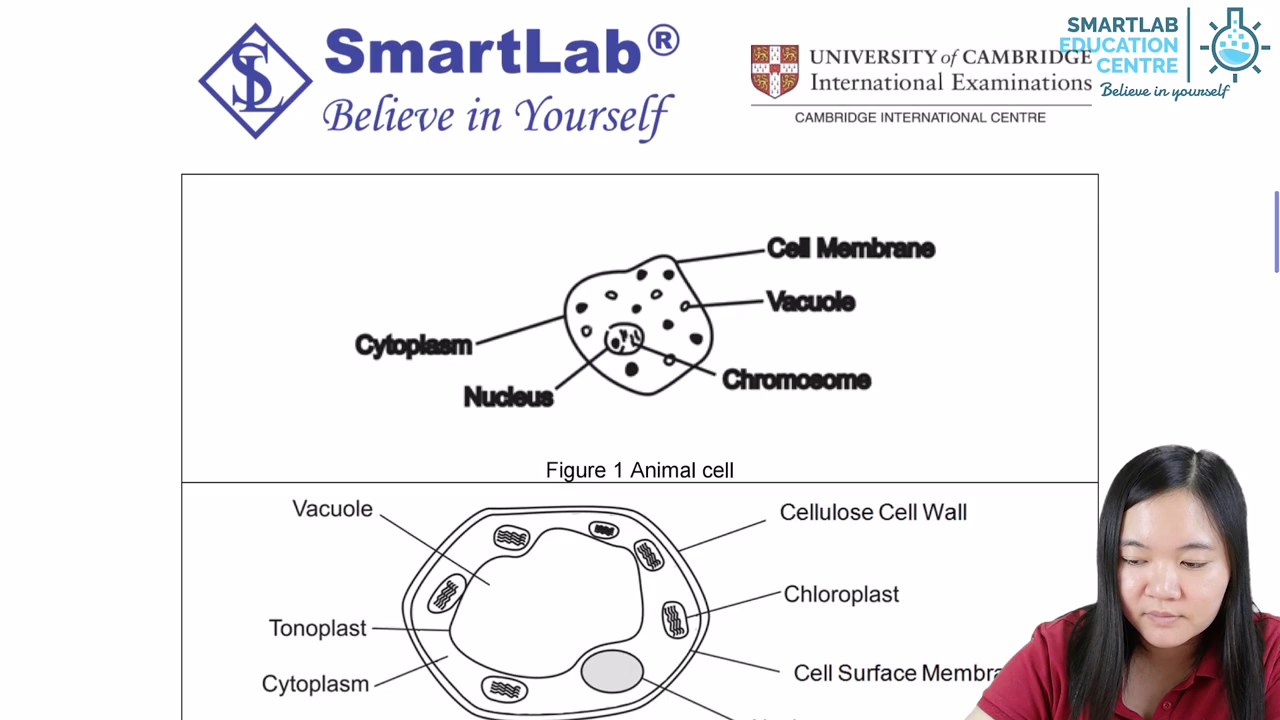 SmartLab®
Believe in Yourself
UNIVERSITY of CAMBRIDGE
International Examinations
CAMBRIDGE INTERNATIONAL CENTRE
SMARTLAB
EDUCATION
CENTRE
Believe in yourself
Cell Membrane
Vacuole
Cytoplasm
Chromosome
Nucleus
Figure 1 Animal cell
Vacuole
Cellulose Cell Wall
Chloroplast
Tonoplast
Cell Surface
Cytoplasm